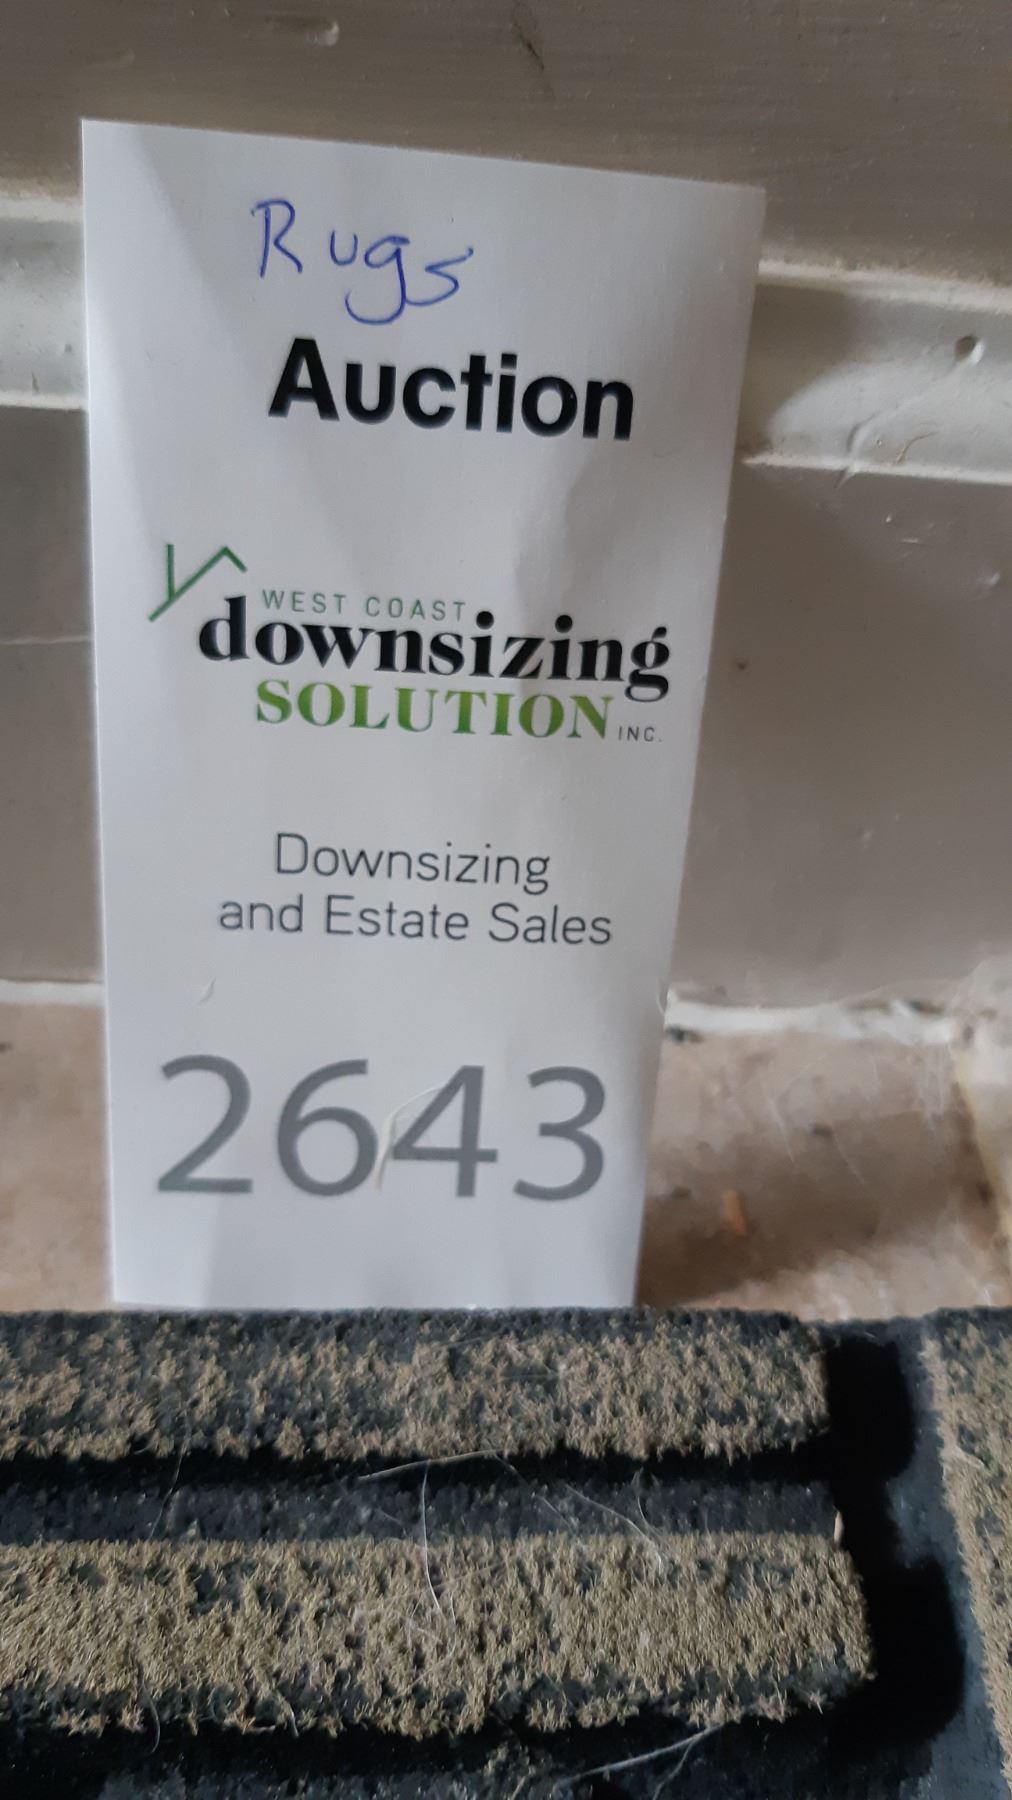 Rugs
Auction
WEST COAST
downsizing
SOLUTION INC.
Downsizing
and Estate Sales
2643